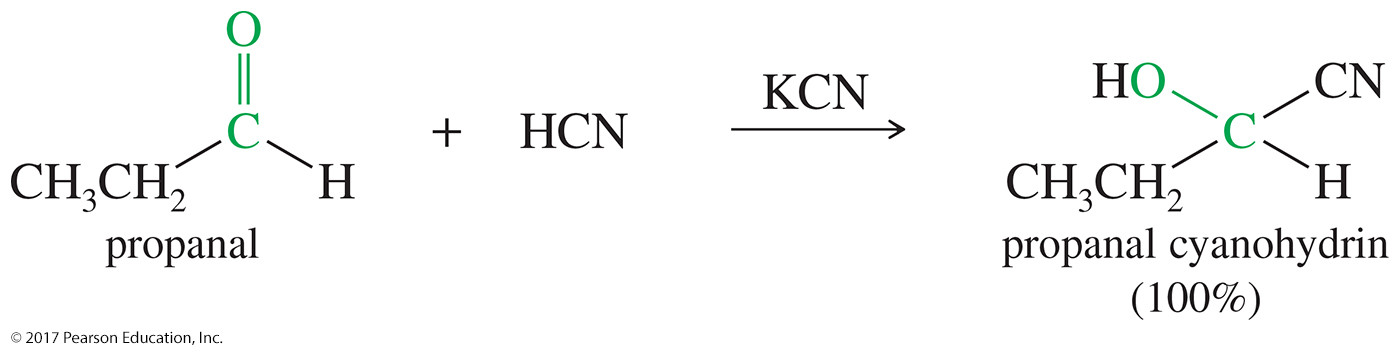 O
C
CH₃CH₂
H
propanal
+
HCN
KCN
HO
CN
C
CH₃CH₂
H
propanal cyanohydrin
(100%)
© 2017 Pearson Education, Inc.